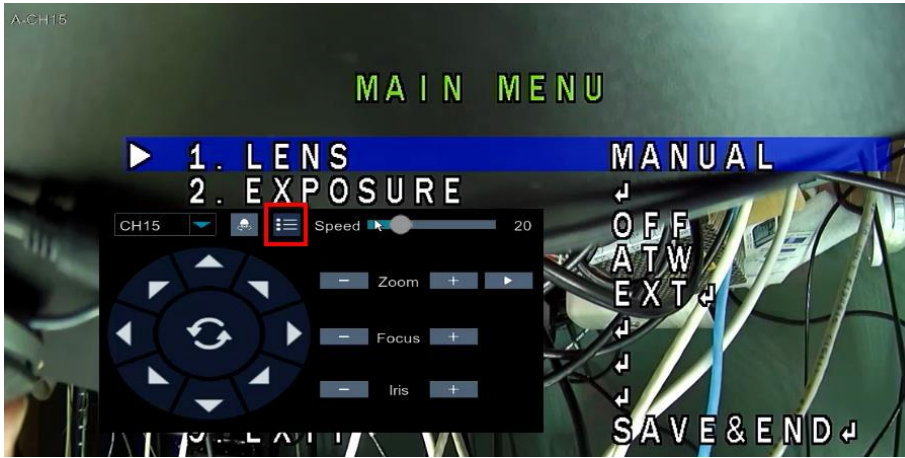 A-CH15
MAIN MENU
1. LENS MANUAL
2. EXPOSURE ↲
OFF
CH15 Speed 20
ATW
Zoom
EXT↲
Focus
↲
↲
Iris
↲
SAVE&END↲